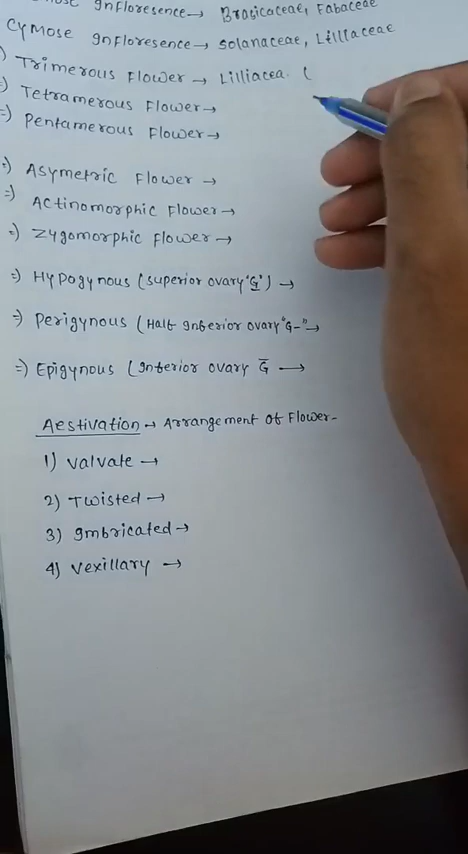 Infloresence → Brasicaceae, Fabaceae
Cymose Inflorescence → Solanaceae, Lilliaceae
Trimerous Flower → Lilliacea. (
=) Tetramerous Flower →
=) Pentamerous Flower →
=) Asymetric Flower →
=) Actinomorphic Flower →
=) Zygomorphic Flower →
=) Hypogynous (superior ovary "G̲") →
=) Perigynous (Half Inferior ovary "G-" →
=) Epigynous (Inferior ovary G̅ →
Aestivation → Arrangement of Flower-
1) Valvate →
2) Twisted →
3) Imbricated →
4) Vexillary →